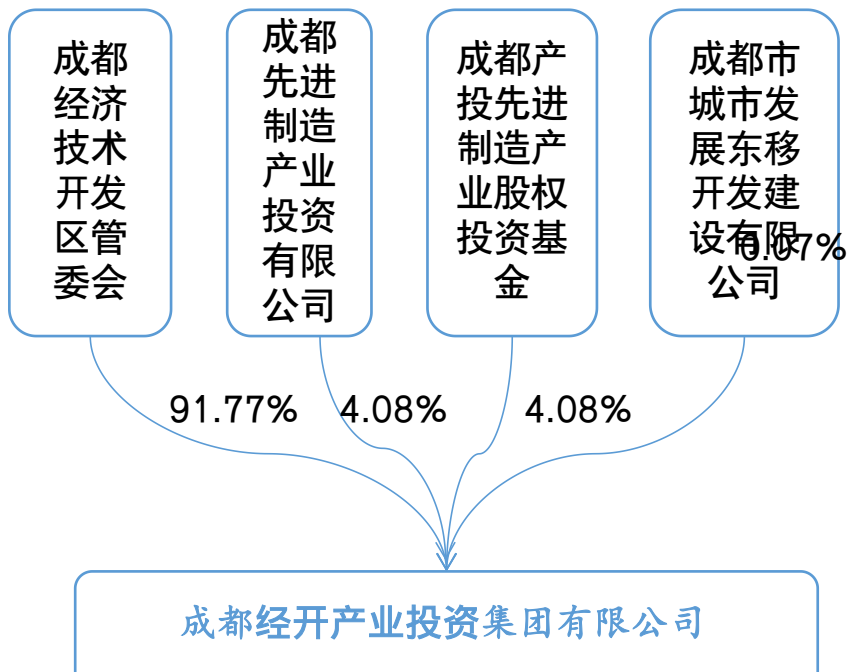 成都
经济
技术
开发
区管
委会
成都
先进
制造
产业
投资
有限
公司
成都产
投先进
制造产
业股权
投资基
金
成都市
城市发
展东移
开发建
设有限
公司
0.07%
91.77%
4.08%
4.08%
成都经开产业投资集团有限公司